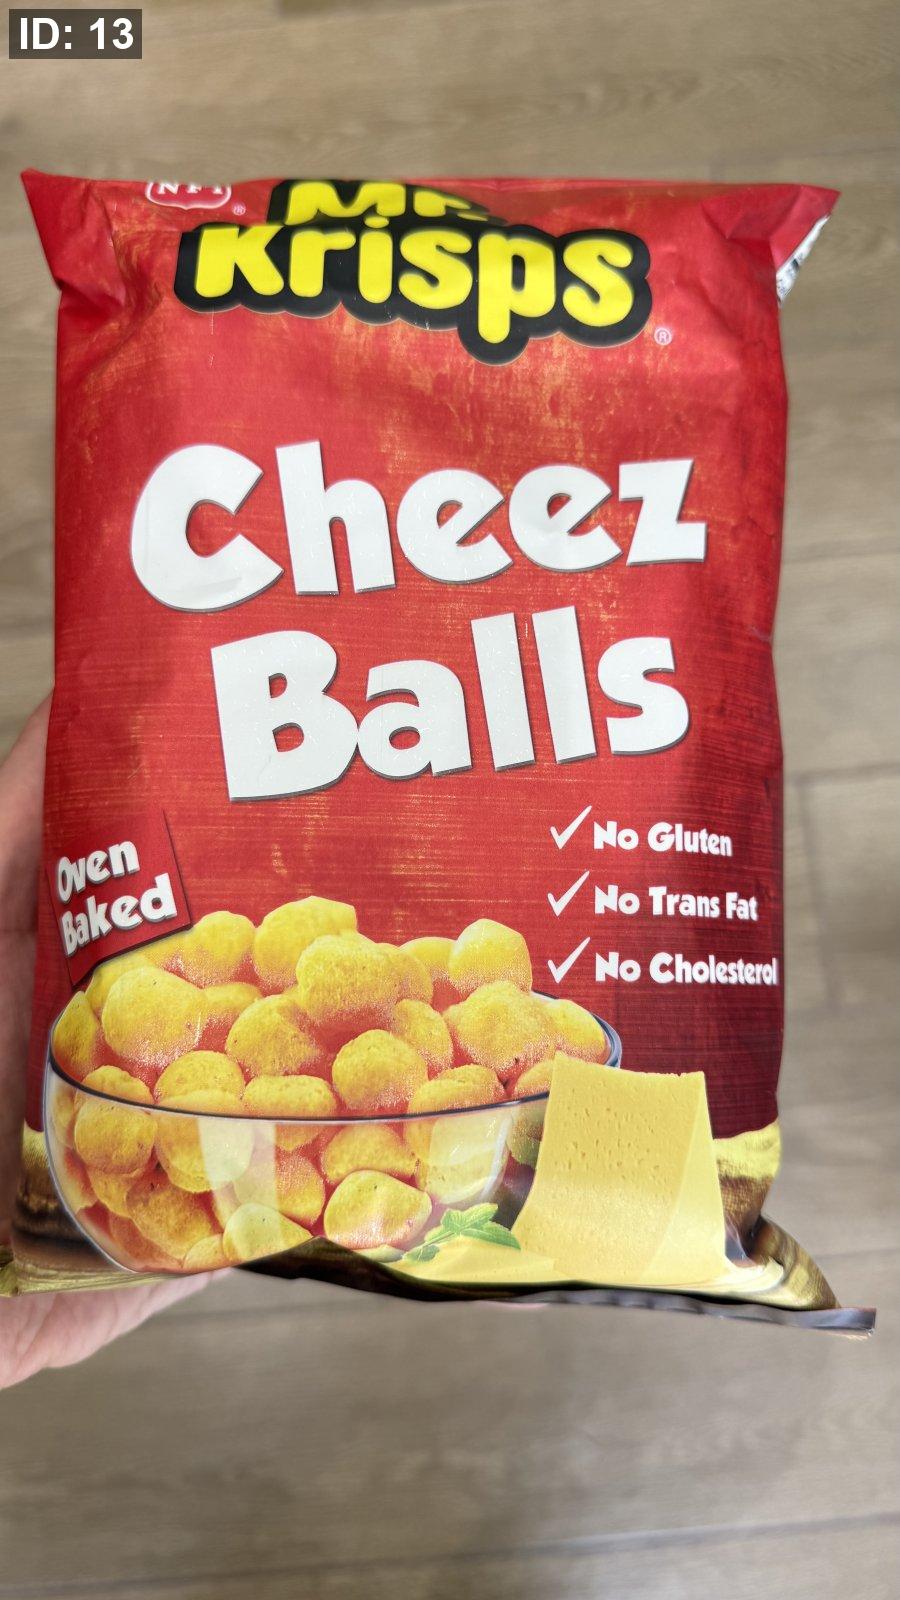 ID: 13
NFI
®
Mr.
Krisps
®
Cheez
Balls
Oven
Baked
✓ No Gluten
✓ No Trans Fat
✓ No Cholesterol